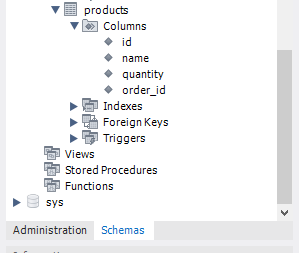 products
Columns
id
name
quantity
order_id
Indexes
Foreign Keys
Triggers
Views
Stored Procedures
Functions
sys
Administration Schemas